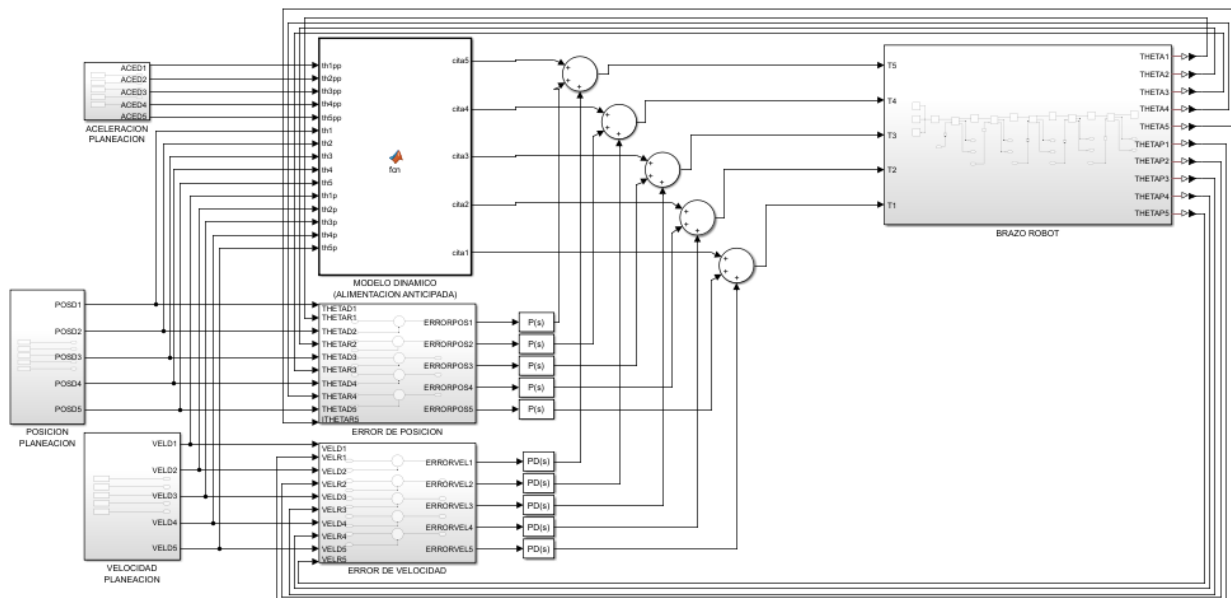 ACED1
ACED2
ACED3
ACED4
ACED5
ACELERACION
PLANEACION
th1pp
th2pp
th3pp
th4pp
th5pp
th1
th2
th3
th4
th5
th1p
th2p
th3p
th4p
th5p
fcn
cita5
cita4
cita3
cita2
cita1
MODELO DINAMICO
(ALIMENTACION ANTICIPADA)
T5
T4
T3
T2
T1
THETA1
THETA2
THETA3
THETA4
THETA5
THETAP1
THETAP2
THETAP3
THETAP4
THETAP5
BRAZO ROBOT
POSD1
POSD2
POSD3
POSD4
POSD5
POSICION
PLANEACION
THETAD1
THETAR1
THETAD2
THETAR2
THETAD3
THETAR3
THETAD4
THETAR4
THETAD5
THETAR5
ERRORPOS1
ERRORPOS2
ERRORPOS3
ERRORPOS4
ERRORPOS5
ERROR DE POSICION
P(s)
P(s)
P(s)
P(s)
P(s)
VELD1
VELD2
VELD3
VELD4
VELD5
VELOCIDAD
PLANEACION
VELD1
VELR1
VELD2
VELR2
VELD3
VELR3
VELD4
VELR4
VELD5
VELR5
ERRORVEL1
ERRORVEL2
ERRORVEL3
ERRORVEL4
ERRORVEL5
ERROR DE VELOCIDAD
PD(s)
PD(s)
PD(s)
PD(s)
PD(s)